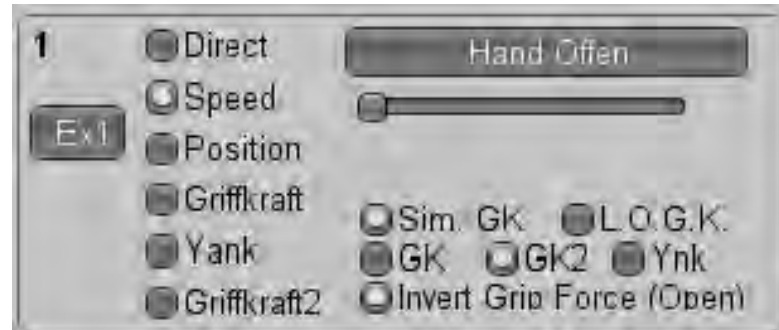 1
Direct
Hand Offen
Speed
Ex1
Position
Griffkraft
Sim. GK L.O.G.K.
Yank
GK GK2 Ynk
Griffkraft2
Invert Grip Force (Open)